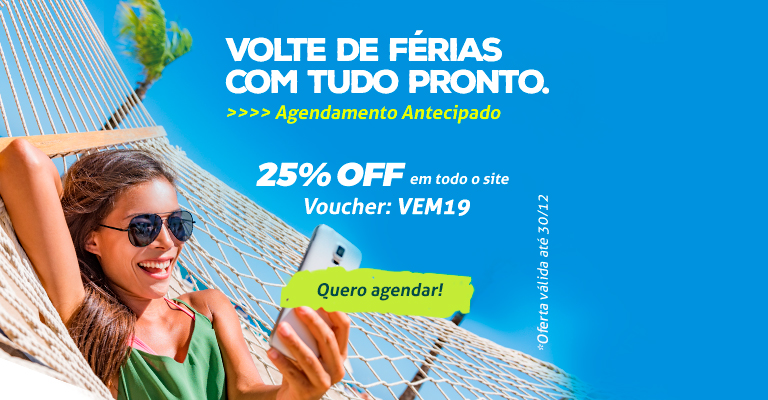 VOLTE DE FÉRIAS
COM TUDO PRONTO.
>>>> Agendamento Antecipado
25% OFF em todo o site
Voucher: VEM19
Quero agendar!
*Oferta válida até 30/12